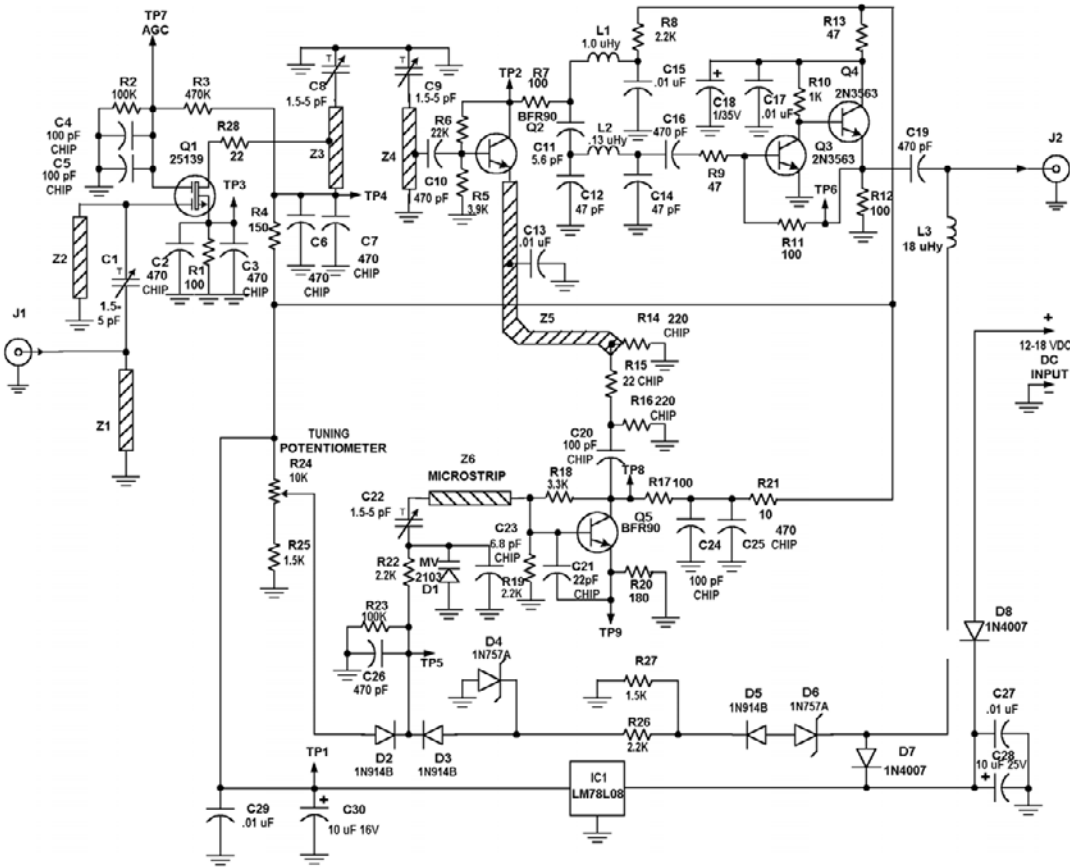 TP7
AGC
R2
100K
R3
470K
C4
100 pF
CHIP
C5
100 pF
CHIP
Q1
25139
R28
22
TP3
C8
1.5-5 pF
T
Z3
TP4
R4
150
C6
470
CHIP
C7
470
CHIP
Z2
C1
T
1.5-
5 pF
C2
470
CHIP
R1
100
C3
470
CHIP
J1
Z1
C9
1.5-5 pF
T
Z4
R6
22K
C10
470 pF
R5
3.9K
TP2
R7
100
BFR90
Q2
L1
1.0 uHy
R8
2.2K
C15
.01 uF
C11
5.6 pF
L2
.13 uHy
C12
47 pF
C14
47 pF
C16
470 pF
R9
47
C18
1/35V
+
C17
.01 uF
R10
1K
R13
47
Q4
2N3563
Q3
2N3563
TP6
R11
100
R12
100
C19
470 pF
J2
L3
18 uHy
C13
.01 uF
Z5
R14 220
CHIP
R15
22 CHIP
R16 220
CHIP
C20
100 pF
CHIP
TP8
+
12-18 VDC
DC
INPUT
−
TUNING
POTENTIOMETER
R24
10K
R25
1.5K
Z6
MICROSTRIP
C22
1.5-5 pF
T
R18
3.3K
R17 100
R21
10
Q5
BFR90
C24
100 pF
CHIP
C25
470
CHIP
C23
6.8 pF
CHIP
R22
2.2K
MV
2103
D1
R19
2.2K
C21
22pF
CHIP
R20
180
TP9
R23
100K
C26
470 pF
TP5
D4
1N757A
R27
1.5K
R26
2.2K
D5
1N914B
D6
1N757A
D8
1N4007
C27
.01 uF
C28
10 uF 25V
+
D7
1N4007
D2
1N914B
D3
1N914B
TP1
IC1
LM78L08
C29
.01 uF
+
C30
10 uF 16V